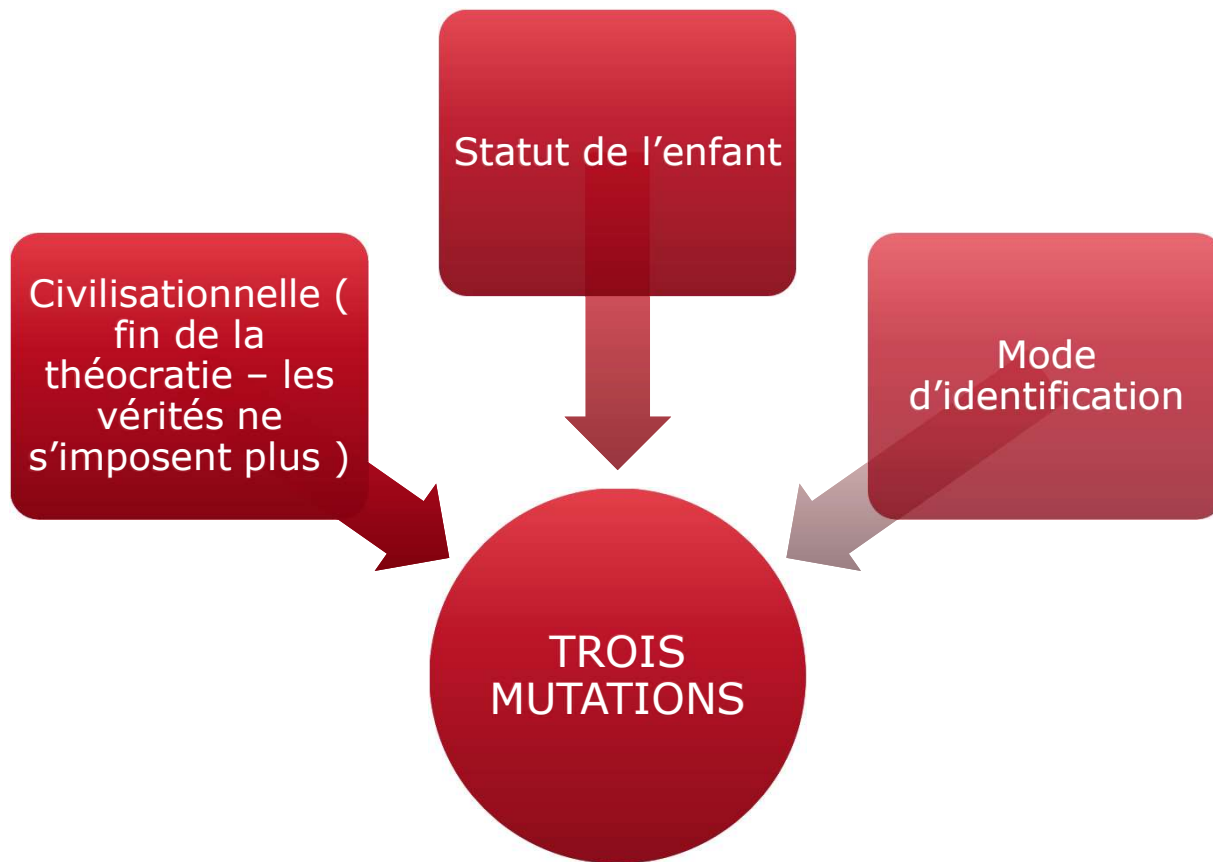 Statut de l’enfant
Civilisationnelle (
fin de la
théocratie – les
vérités ne
s’imposent plus )
Mode
d’identification
TROIS
MUTATIONS